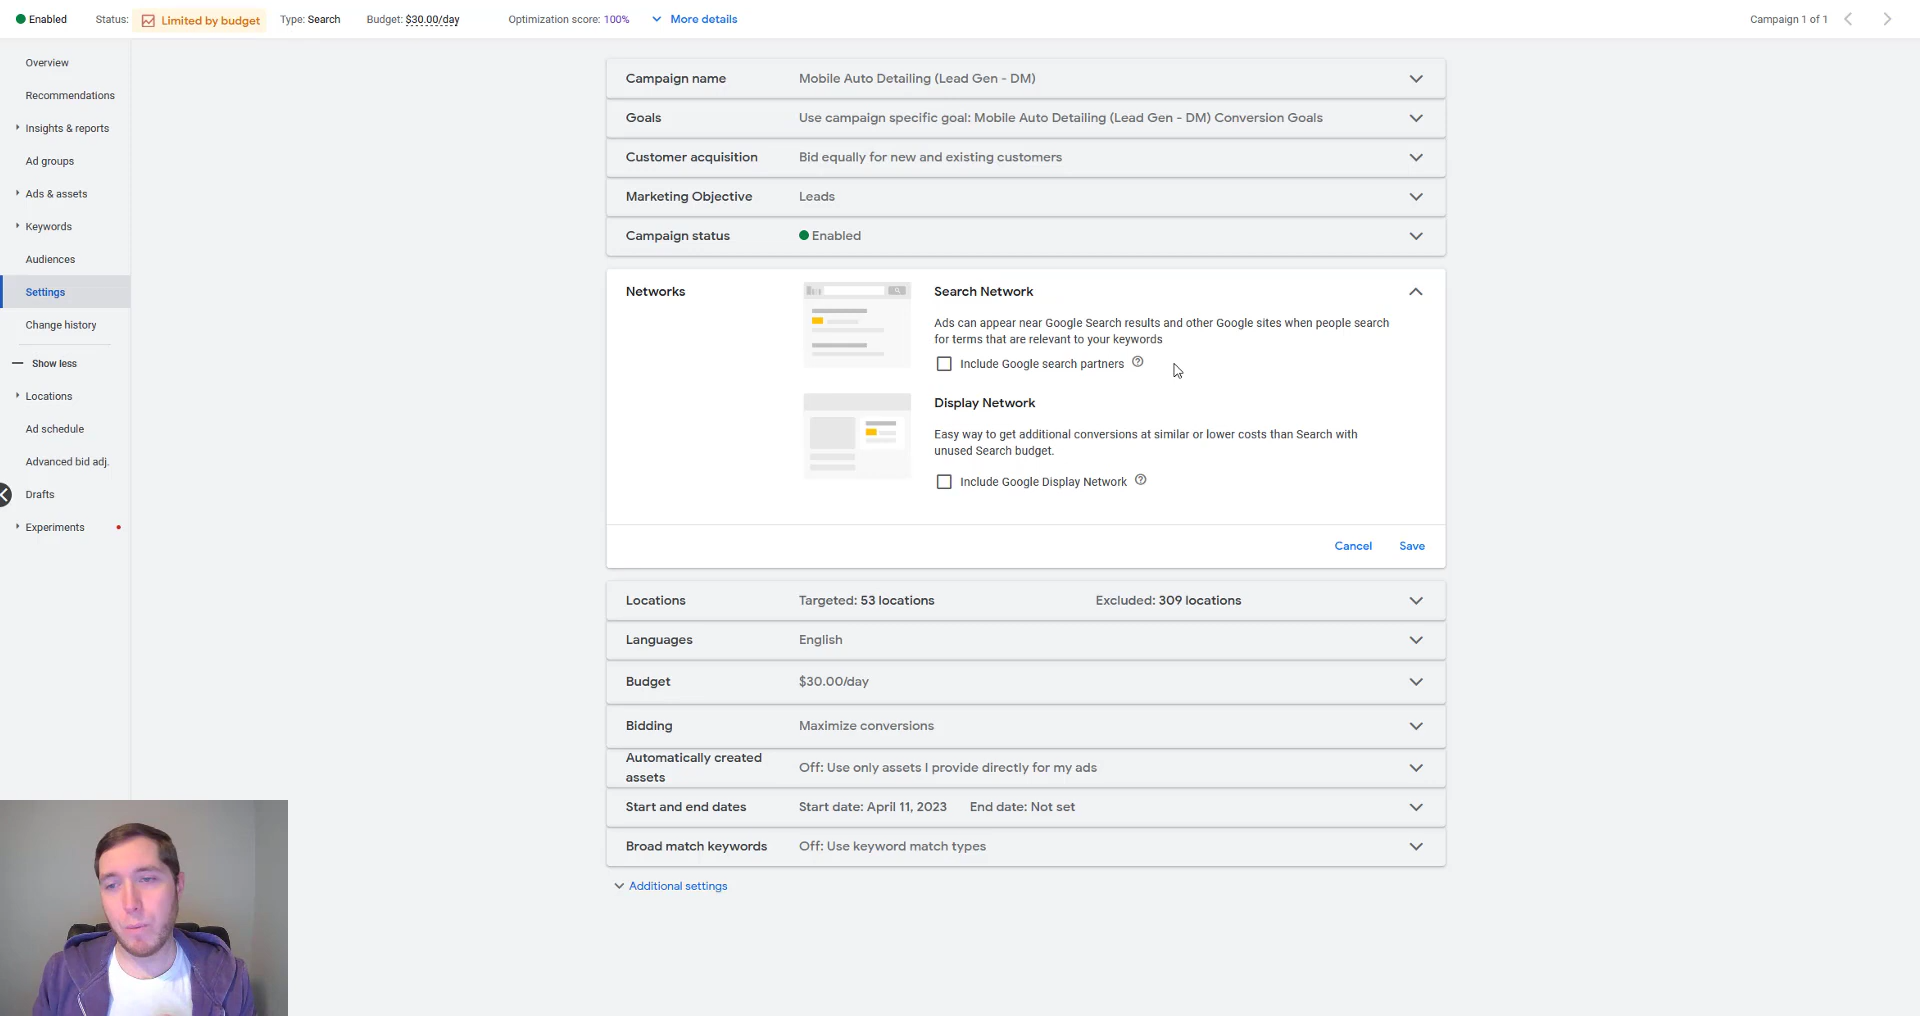 Enabled Status: Limited by budget Type: Search Budget: $30.00/day Optimization score: 100% More details Campaign 1 of 1
Overview
Recommendations
Insights & reports
Ad groups
Ads & assets
Keywords
Audiences
Settings
Change history
Show less
Locations
Ad schedule
Advanced bid adj.
Drafts
Experiments
Campaign name Mobile Auto Detailing (Lead Gen - DM)
Goals Use campaign specific goal: Mobile Auto Detailing (Lead Gen - DM) Conversion Goals
Customer acquisition Bid equally for new and existing customers
Marketing Objective Leads
Campaign status Enabled
Networks Search Network
Ads can appear near Google Search results and other Google sites when people search
for terms that are relevant to your keywords
Include Google search partners
Display Network
Easy way to get additional conversions at similar or lower costs than Search with
unused Search budget.
Include Google Display Network
Cancel Save
Locations Targeted: 53 locations Excluded: 309 locations
Languages English
Budget $30.00/day
Bidding Maximize conversions
Automatically created
assets Off: Use only assets I provide directly for my ads
Start and end dates Start date: April 11, 2023 End date: Not set
Broad match keywords Off: Use keyword match types
Additional settings